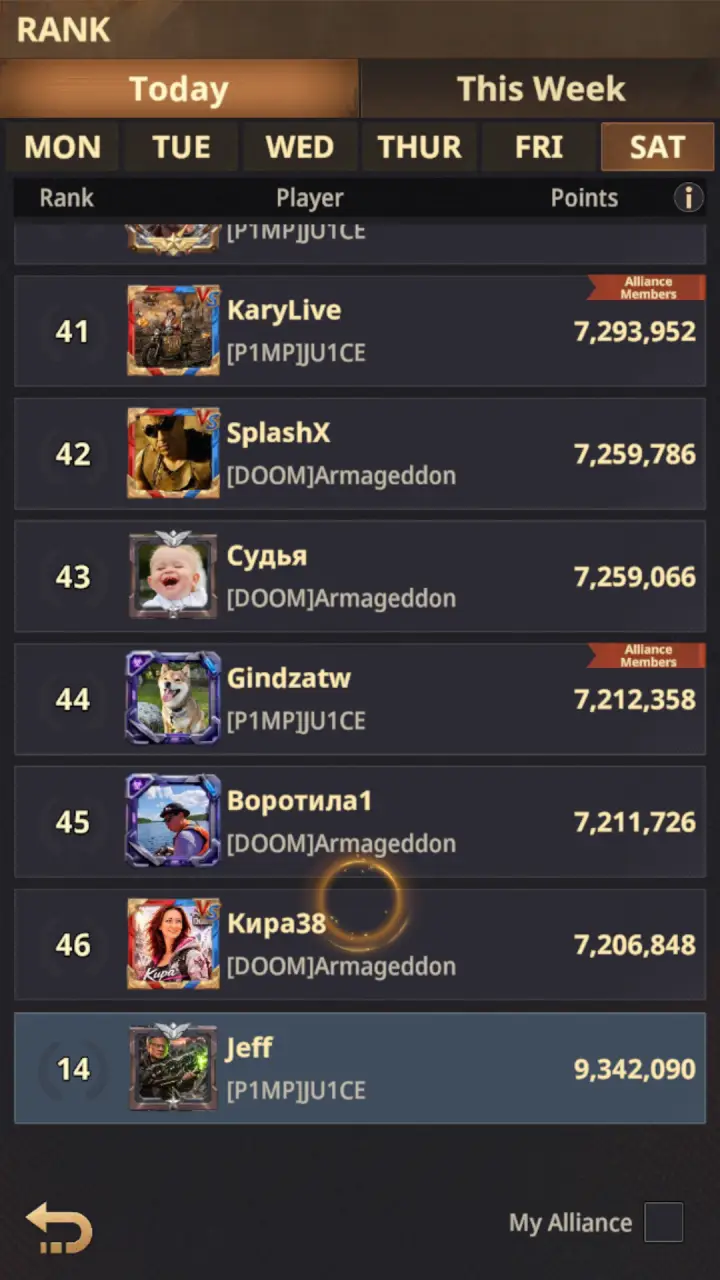 RANK
Today
This Week
MON TUE WED THUR FRI SAT
Rank Player Points
[P1MP]JU1CE
41
KaryLive
[P1MP]JU1CE
Alliance
Members
7,293,952
42
VS
SplashX
[DOOM]Armageddon
7,259,786
43
Судья
[DOOM]Armageddon
7,259,066
44
Gindzatw
[P1MP]JU1CE
Alliance
Members
7,212,358
45
Воротила1
[DOOM]Armageddon
7,211,726
46
Кира
Кира38
[DOOM]Armageddon
7,206,848
14
Jeff
[P1MP]JU1CE
9,342,090
My Alliance